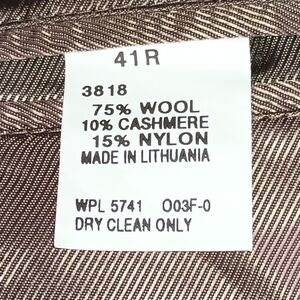 41R
3818
75% WOOL
10% CASHMERE
15% NYLON
MADE IN LITHUANIA
WPL 5741 O03F-0
DRY CLEAN ONLY